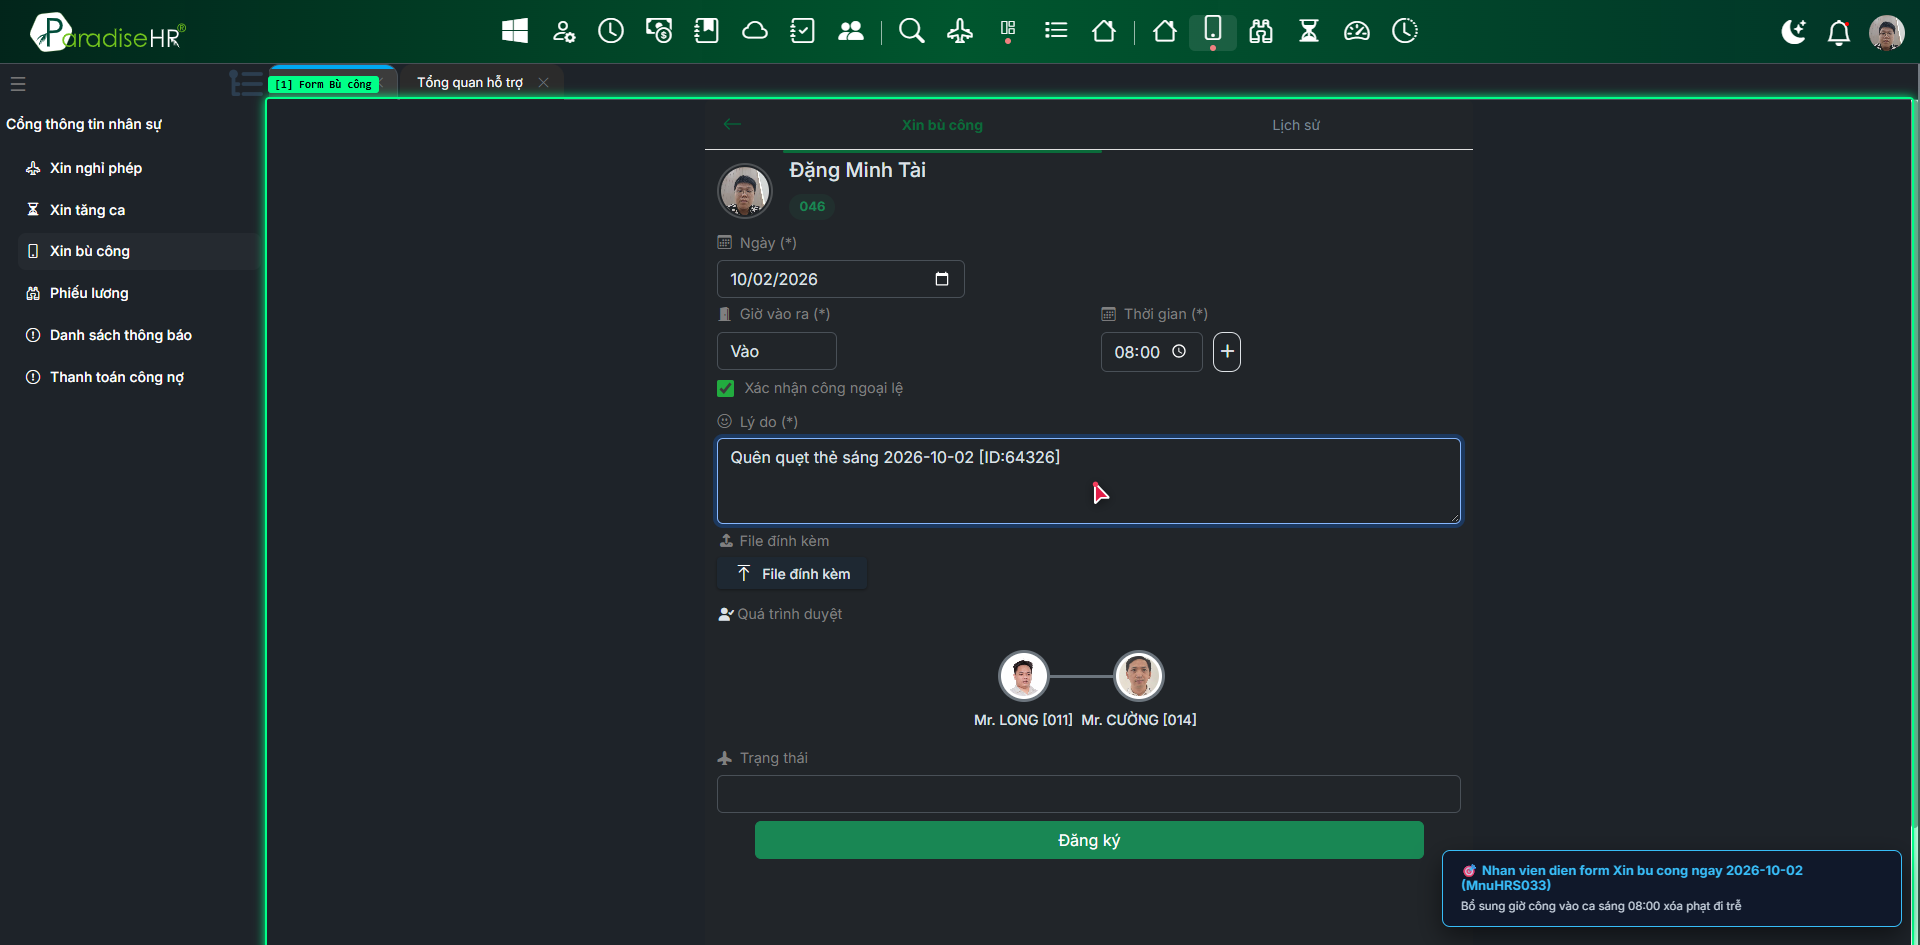 ParadiseHR®
[1] Form Bù công
Tổng quan hỗ trợ
Cổng thông tin nhân sự
Xin nghỉ phép
Xin tăng ca
Xin bù công
Phiếu lương
Danh sách thông báo
Thanh toán công nợ
Xin bù công
Lịch sử
Đặng Minh Tài
046
Ngày (*)
10/02/2026
Giờ vào ra (*)
Thời gian (*)
Vào
08:00
+
Xác nhận công ngoại lệ
Lý do (*)
Quên quẹt thẻ sáng 2026-10-02 [ID:64326]
File đính kèm
File đính kèm
Quá trình duyệt
Mr. LONG [011]
Mr. CƯỜNG [014]
Trạng thái
Đăng ký
Nhan vien dien form Xin bu cong ngay 2026-10-02
(MnuHRS033)
Bổ sung giờ công vào ca sáng 08:00 xóa phạt đi trễ